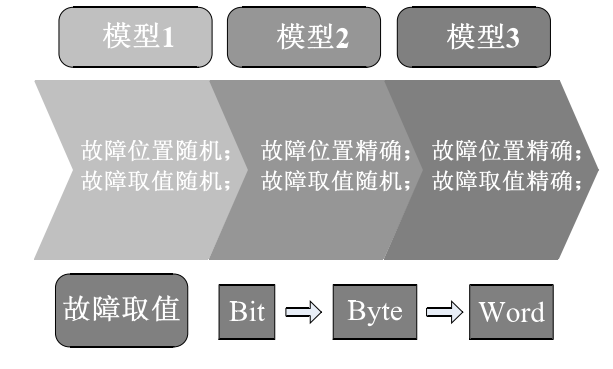 模型1
模型2
模型3
故障位置随机；
故障取值随机；
故障位置精确；
故障取值随机；
故障位置精确；
故障取值精确；
故障取值
Bit
Byte
Word